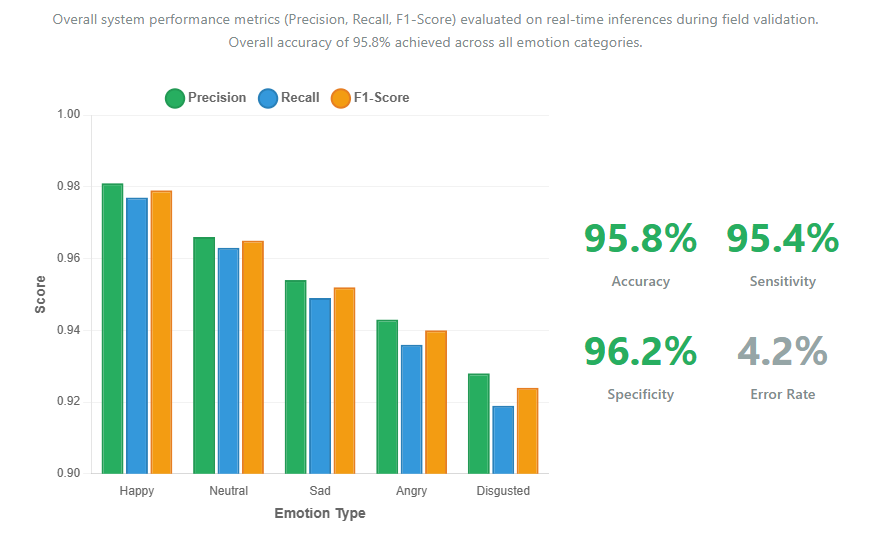 Overall system performance metrics (Precision, Recall, F1-Score) evaluated on real-time inferences during field validation.
Overall accuracy of 95.8% achieved across all emotion categories.
Precision Recall F1-Score
1.00
0.98
0.96
0.94
0.92
0.90
Score
Happy Neutral Sad Angry Disgusted
Emotion Type
95.8% 95.4%
Accuracy Sensitivity
96.2% 4.2%
Specificity Error Rate